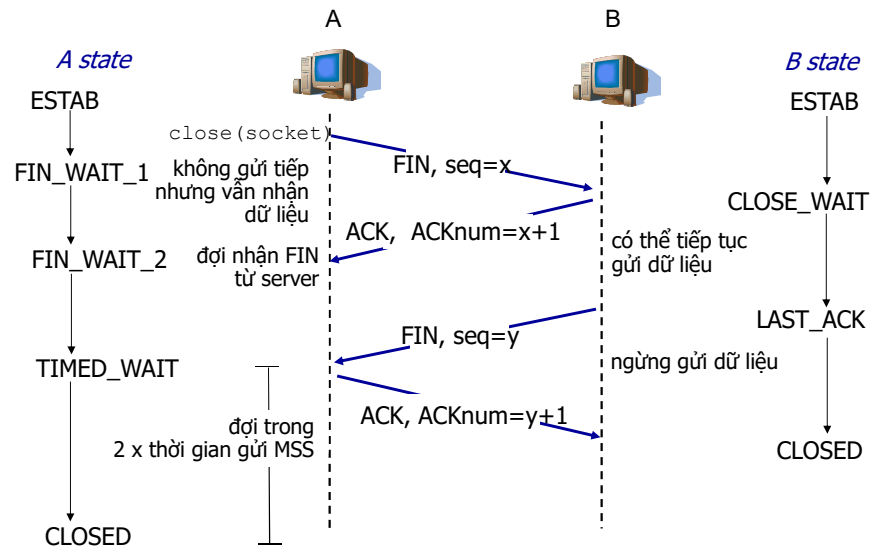 A
B
A state
B state
ESTAB
ESTAB
close(socket)
FIN, seq=x
FIN_WAIT_1
không gửi tiếp
nhưng vẫn nhận
dữ liệu
CLOSE_WAIT
ACK, ACKnum=x+1
có thể tiếp tục
gửi dữ liệu
FIN_WAIT_2
đợi nhận FIN
từ server
LAST_ACK
FIN, seq=y
ngừng gửi dữ liệu
TIMED_WAIT
ACK, ACKnum=y+1
đợi trong
2 x thời gian gửi MSS
CLOSED
CLOSED